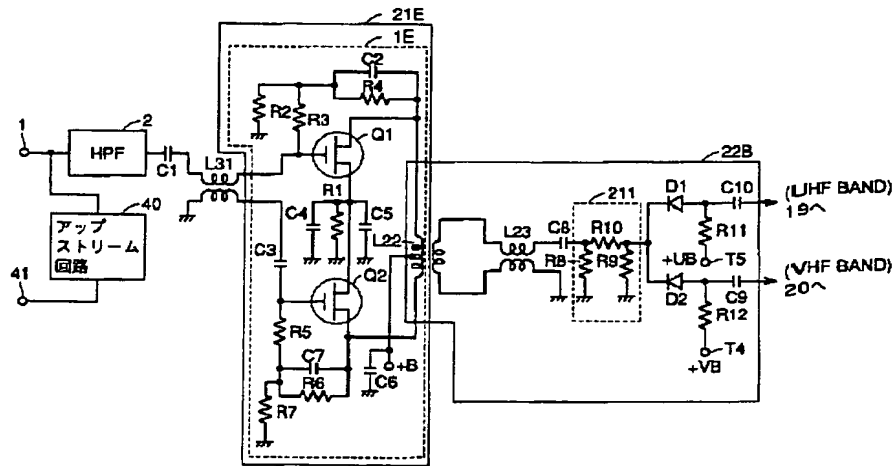 21E
1E
C2
R4
R2
R3
Q1
1
2
HPF
C1
L31
22B
40
アップ
ストリーム
回路
C4
R1
C5
L22
C3
Q2
211
D1
C10
(UHF BAND)
19へ
L23
C8
R10
R11
R8
R9
+UB
T5
(VHF BAND)
20へ
D2
C9
R12
41
R5
C7
R6
C6
+B
T4
+VB
R7